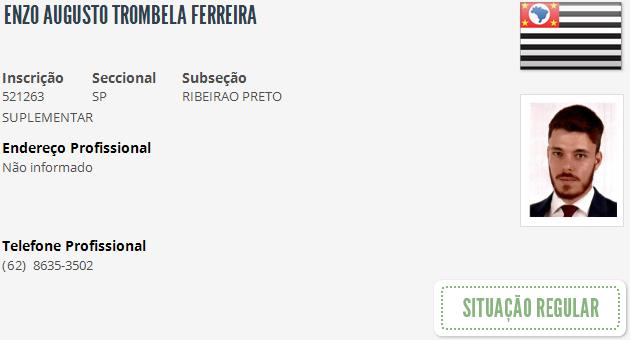 ENZO AUGUSTO TROMBELA FERREIRA
Inscrição Seccional Subseção
521263 SP RIBEIRAO PRETO
SUPLEMENTAR
Endereço Profissional
Não informado
Telefone Profissional
(62) 8635-3502
SITUAÇÃO REGULAR